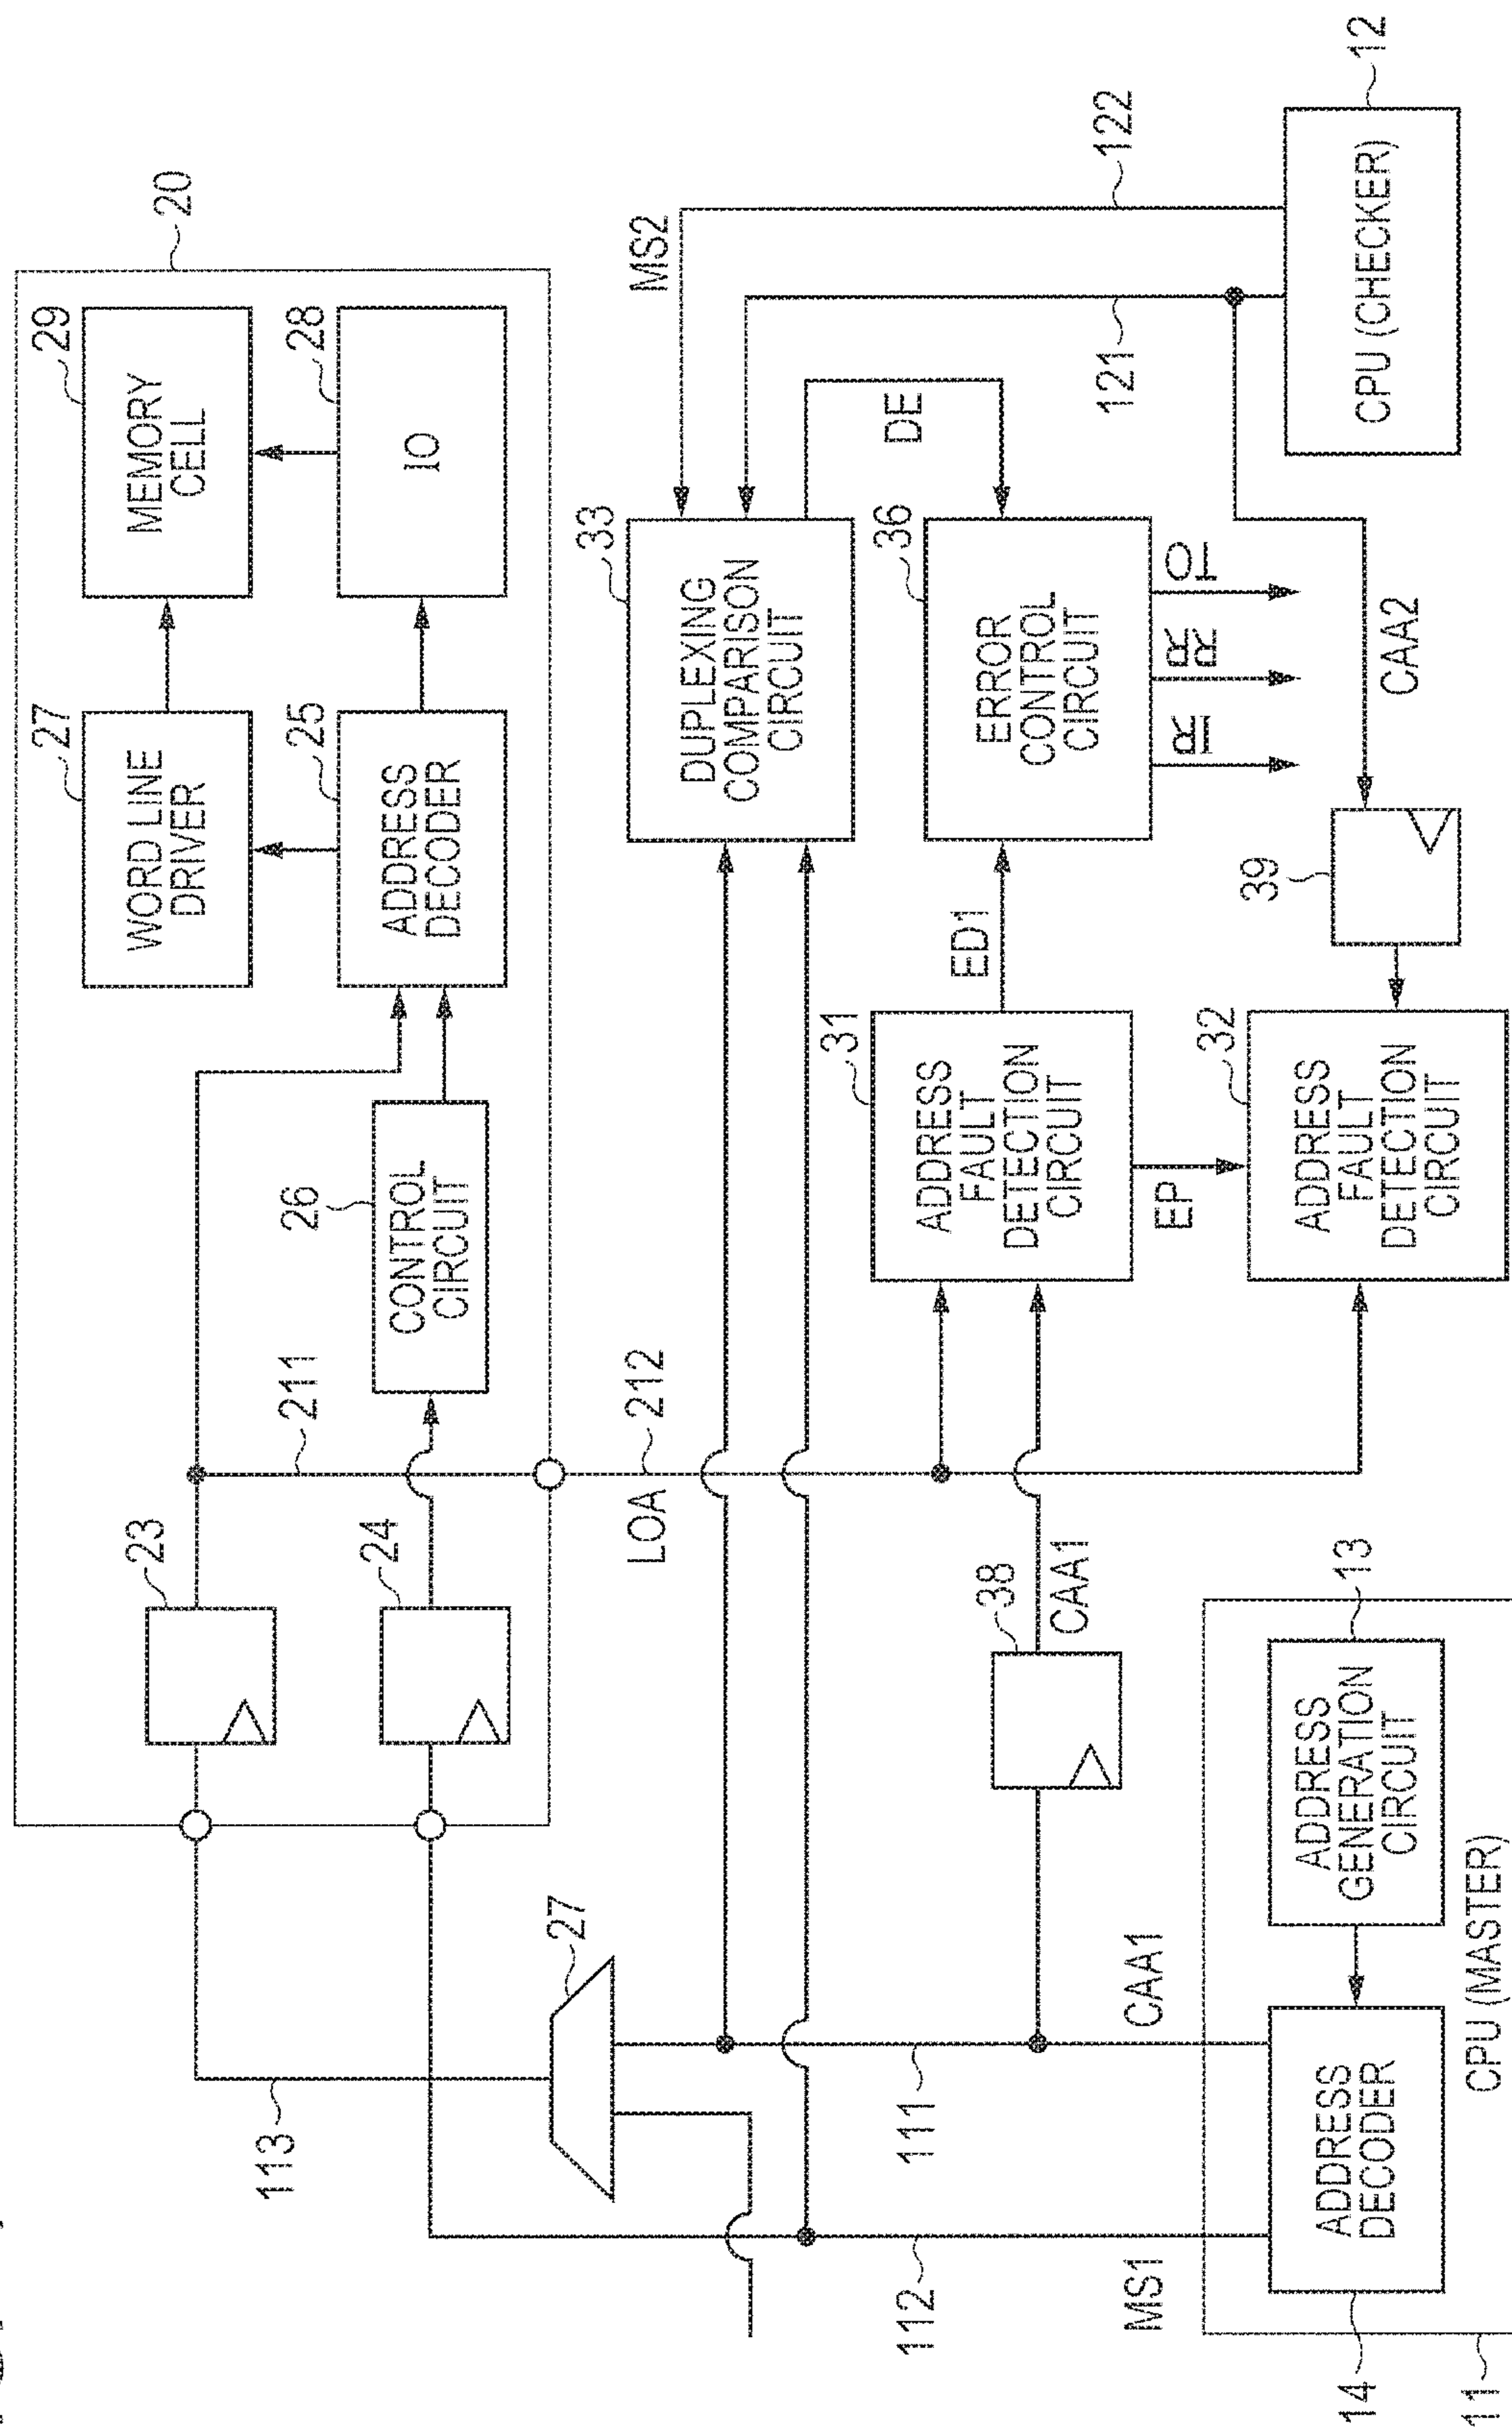 20
29
MEMORY
CELL
28
IO
27
WORD LINE
DRIVER
25
ADDRESS
DECODER
26
CONTROL
CIRCUIT
211
23
24
113
27
LOA
212
33
DUPLEXING
COMPARISON
CIRCUIT
MS2
122
121
DE
36
ERROR
CONTROL
CIRCUIT
IR
RR
TO
ED1
31
ADDRESS
FAULT
DETECTION
CIRCUIT
EP
32
ADDRESS
FAULT
DETECTION
CIRCUIT
39
CAA2
12
CPU (CHECKER)
38
CAA1
CAA1
111
112
MS1
13
ADDRESS
GENERATION
CIRCUIT
14
ADDRESS
DECODER
CPU (MASTER)
11